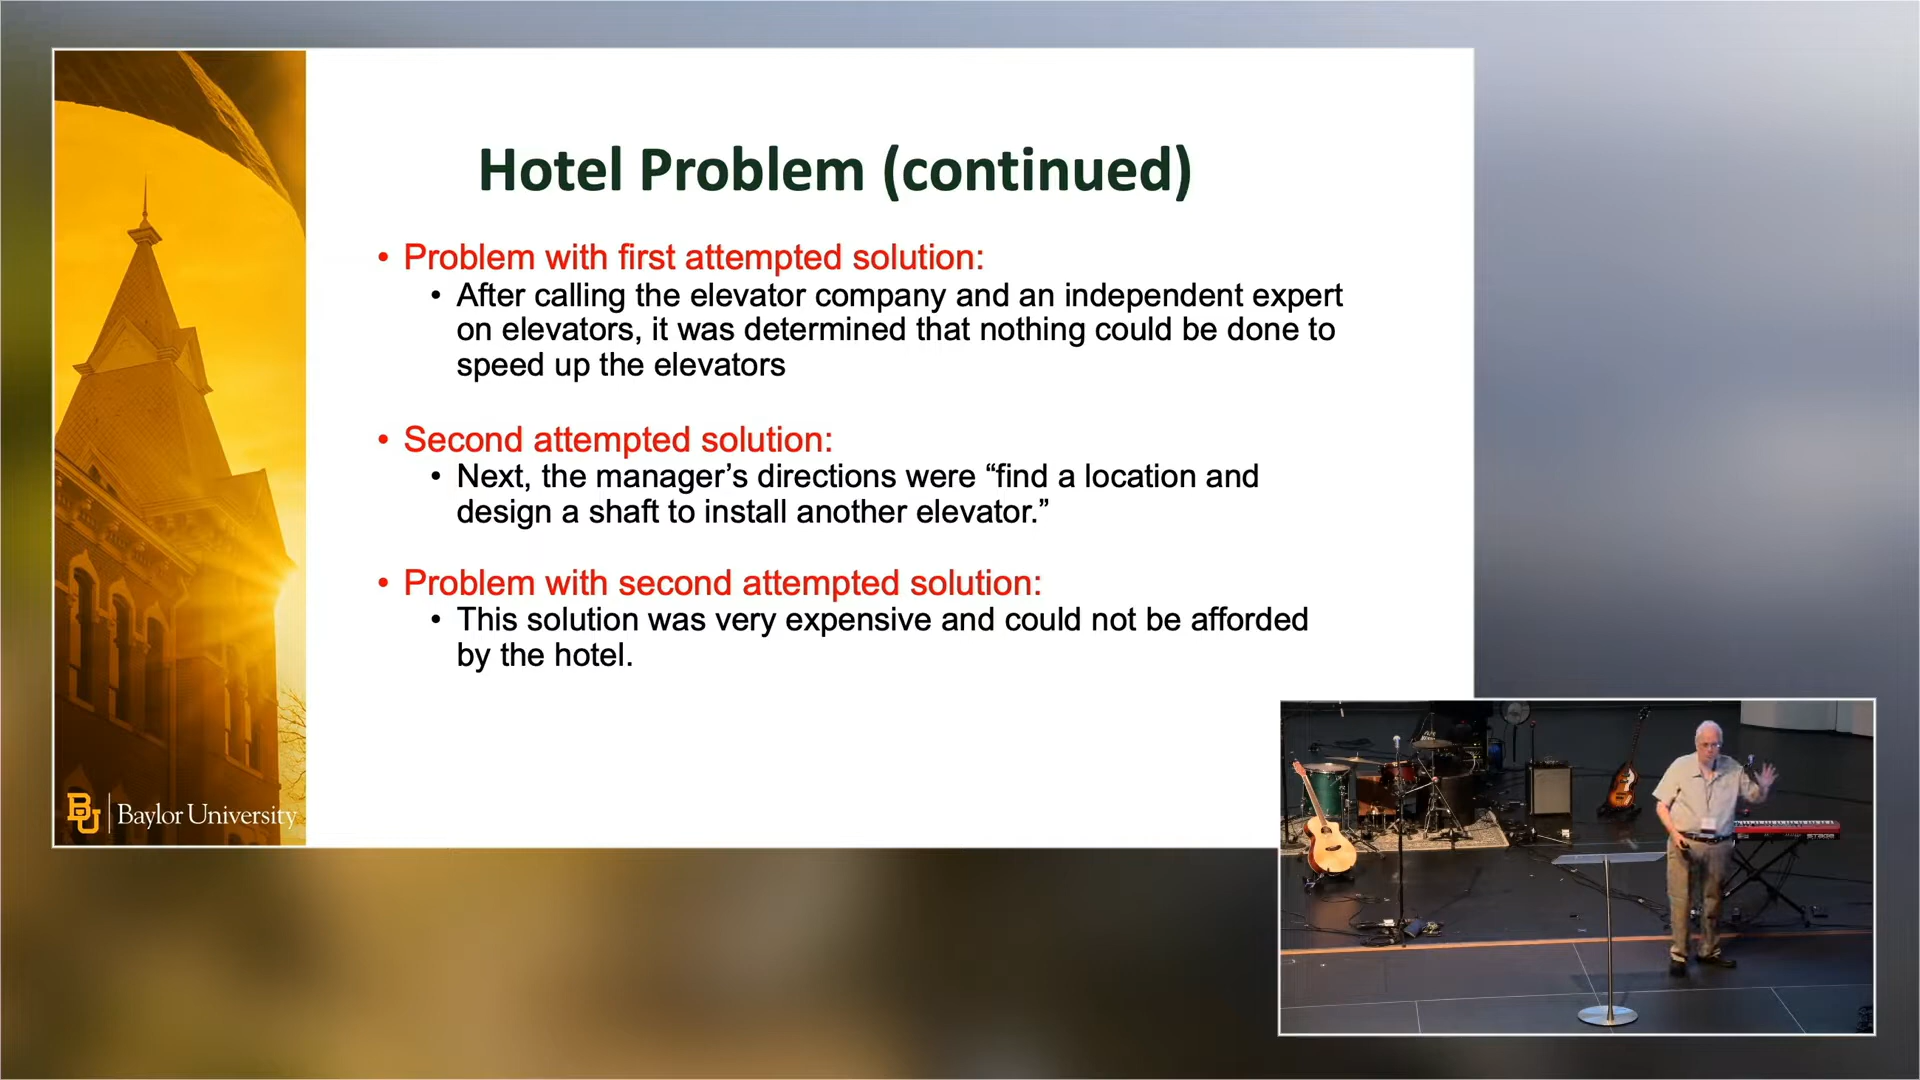 Hotel Problem (continued)
• Problem with first attempted solution:
• After calling the elevator company and an independent expert
on elevators, it was determined that nothing could be done to
speed up the elevators
• Second attempted solution:
• Next, the manager’s directions were “find a location and
design a shaft to install another elevator.”
• Problem with second attempted solution:
• This solution was very expensive and could not be afforded
by the hotel.
BU | Baylor University
STAGE